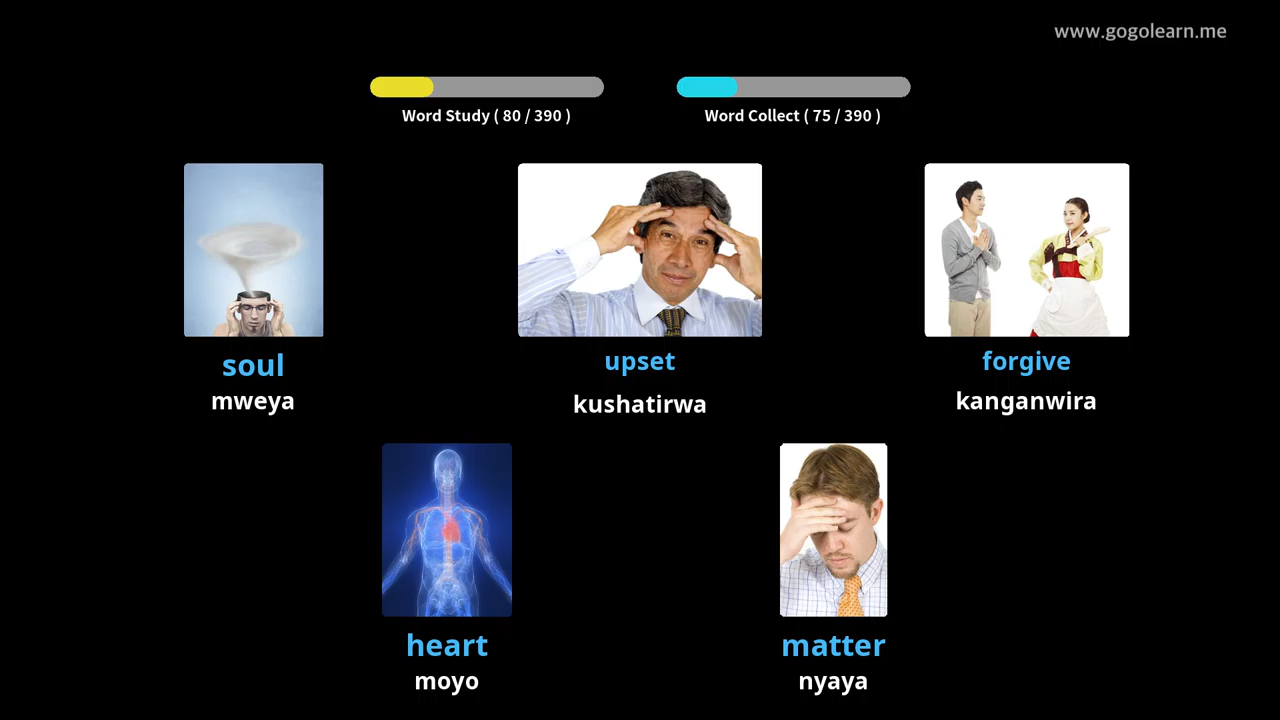 www.gogolearn.me
Word Study ( 80 / 390 )
Word Collect ( 75 / 390 )
soul
mweya
upset
kushatirwa
forgive
kanganwira
heart
moyo
matter
nyaya